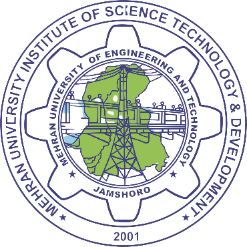 MEHRAN UNIVERSITY INSTITUTE OF SCIENCE TECHNOLOGY & DEVELOPMENT
MEHRAN UNIVERSITY OF ENGINEERING AND TECHNOLOGY
JAMSHORO
2001